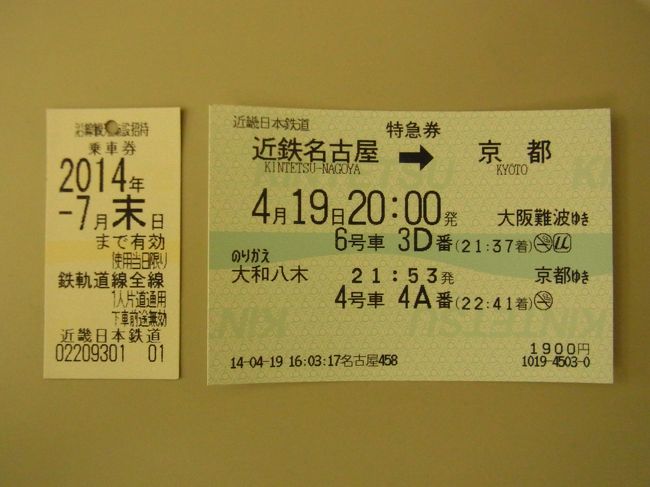 乗車券
2014年
-7月末日
まで有効
使用当日限り
鉄軌道線全線
1人片道通用
下車前途無効
近畿日本鉄道
02209301 01
近畿日本鉄道
特急券
近鉄名古屋 ➡ 京都
KINTETSU-NAGOYA KYOTO
4月19日20:00発 大阪難波ゆき
6号車 3D番(21:37着)
のりかえ
大和八木 21:53発 京都ゆき
4号車 4A番(22:41着)
1900円
14-04-19 16:03:17名古屋458 1019-4503-0